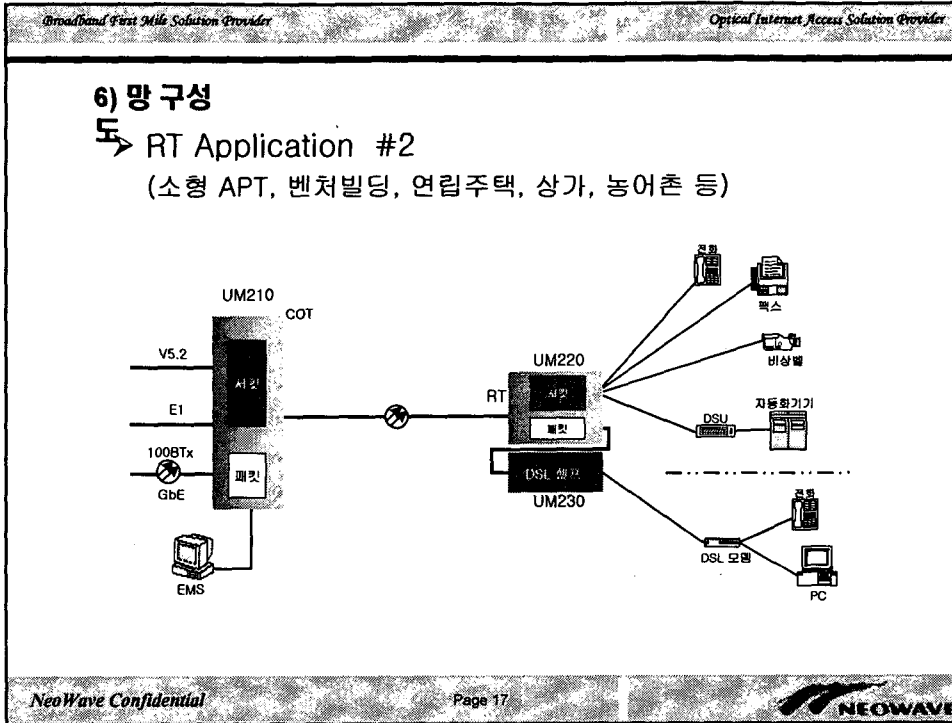 Broadband First Mile Solution Provider
Optical Internet Access Solution Provider
6) 망 구성
도
➢ RT Application #2
(소형 APT, 벤처빌딩, 연립주택, 상가, 농어촌 등)
전화
팩스
UM210
COT
비상벨
V5.2
UM220
서킷
RT
서킷
자동화기기
E1
DSU
패킷
100BTx
패킷
DSL 쉘프
GbE
UM230
전화
DSL 모뎀
EMS
PC
NeoWave Confidential
Page 17
NEOWAVE